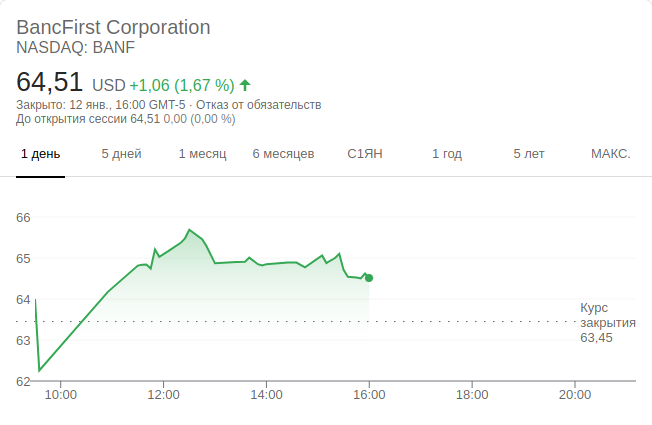 BancFirst Corporation
NASDAQ: BANF
64,51 USD +1,06 (1,67 %)
Закрыто: 12 янв., 16:00 GMT-5 · Отказ от обязательств
До открытия сессии 64,51 0,00 (0,00 %)
1 день 5 дней 1 месяц 6 месяцев С1ЯН 1 год 5 лет МАКС.
66
65
64
Курс
закрытия
63,45
63
62
10:00 12:00 14:00 16:00 18:00 20:00